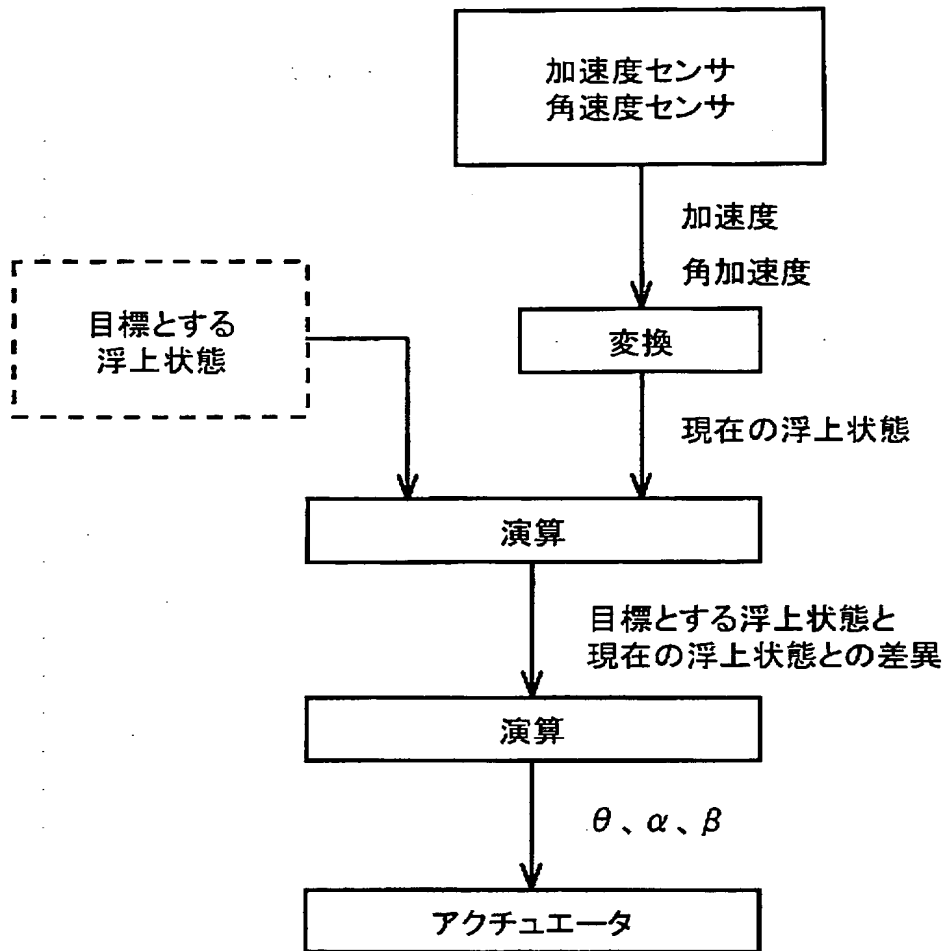 加速度センサ
角速度センサ
加速度
角加速度
目標とする
浮上状態
変換
現在の浮上状態
演算
目標とする浮上状態と
現在の浮上状態との差異
演算
θ、α、β
アクチュエータ